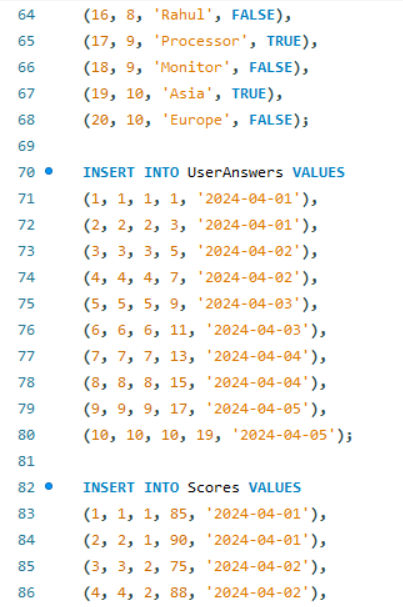 64 (16, 8, 'Rahul', FALSE),
65 (17, 9, 'Processor', TRUE),
66 (18, 9, 'Monitor', FALSE),
67 (19, 10, 'Asia', TRUE),
68 (20, 10, 'Europe', FALSE);
69
70 INSERT INTO UserAnswers VALUES
71 (1, 1, 1, 1, '2024-04-01'),
72 (2, 2, 2, 3, '2024-04-01'),
73 (3, 3, 3, 5, '2024-04-02'),
74 (4, 4, 4, 7, '2024-04-02'),
75 (5, 5, 5, 9, '2024-04-03'),
76 (6, 6, 6, 11, '2024-04-03'),
77 (7, 7, 7, 13, '2024-04-04'),
78 (8, 8, 8, 15, '2024-04-04'),
79 (9, 9, 9, 17, '2024-04-05'),
80 (10, 10, 10, 19, '2024-04-05');
81
82 INSERT INTO Scores VALUES
83 (1, 1, 1, 85, '2024-04-01'),
84 (2, 2, 1, 90, '2024-04-01'),
85 (3, 3, 2, 75, '2024-04-02'),
86 (4, 4, 2, 88, '2024-04-02'),